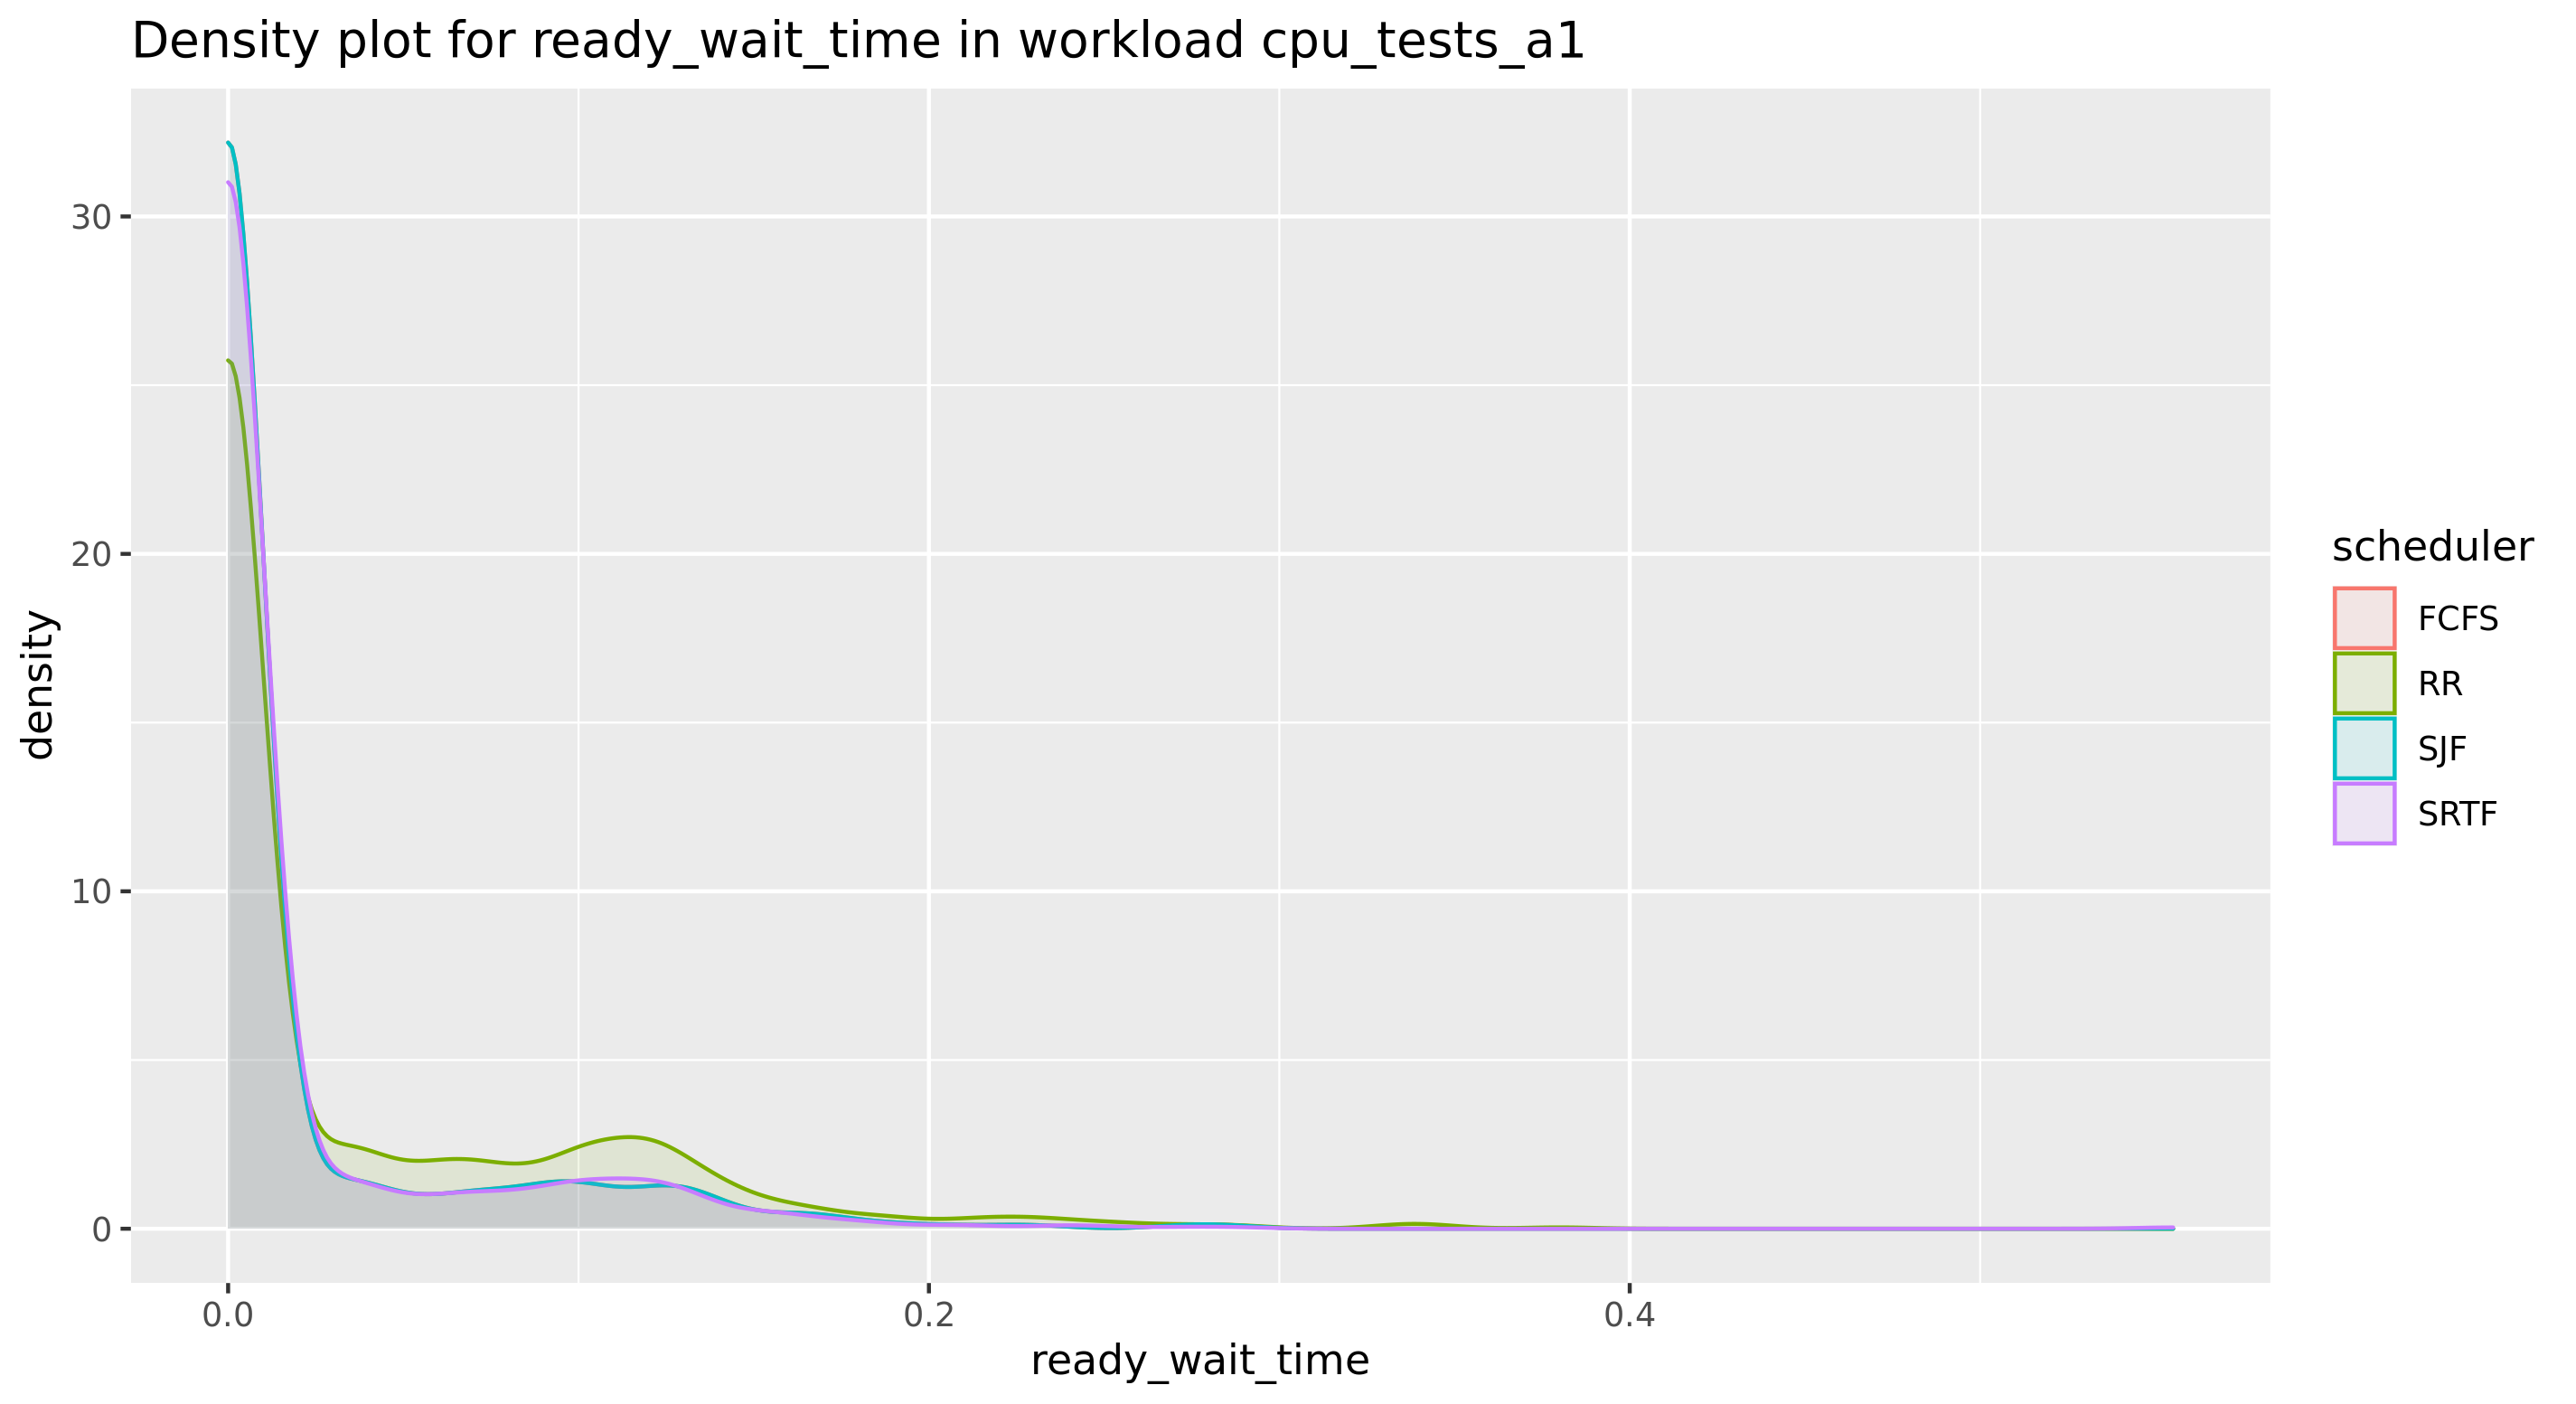 Density plot for ready_wait_time in workload cpu_tests_a1
30
20
10
0
density
0.0
0.2
0.4
ready_wait_time
scheduler
FCFS
RR
SJF
SRTF